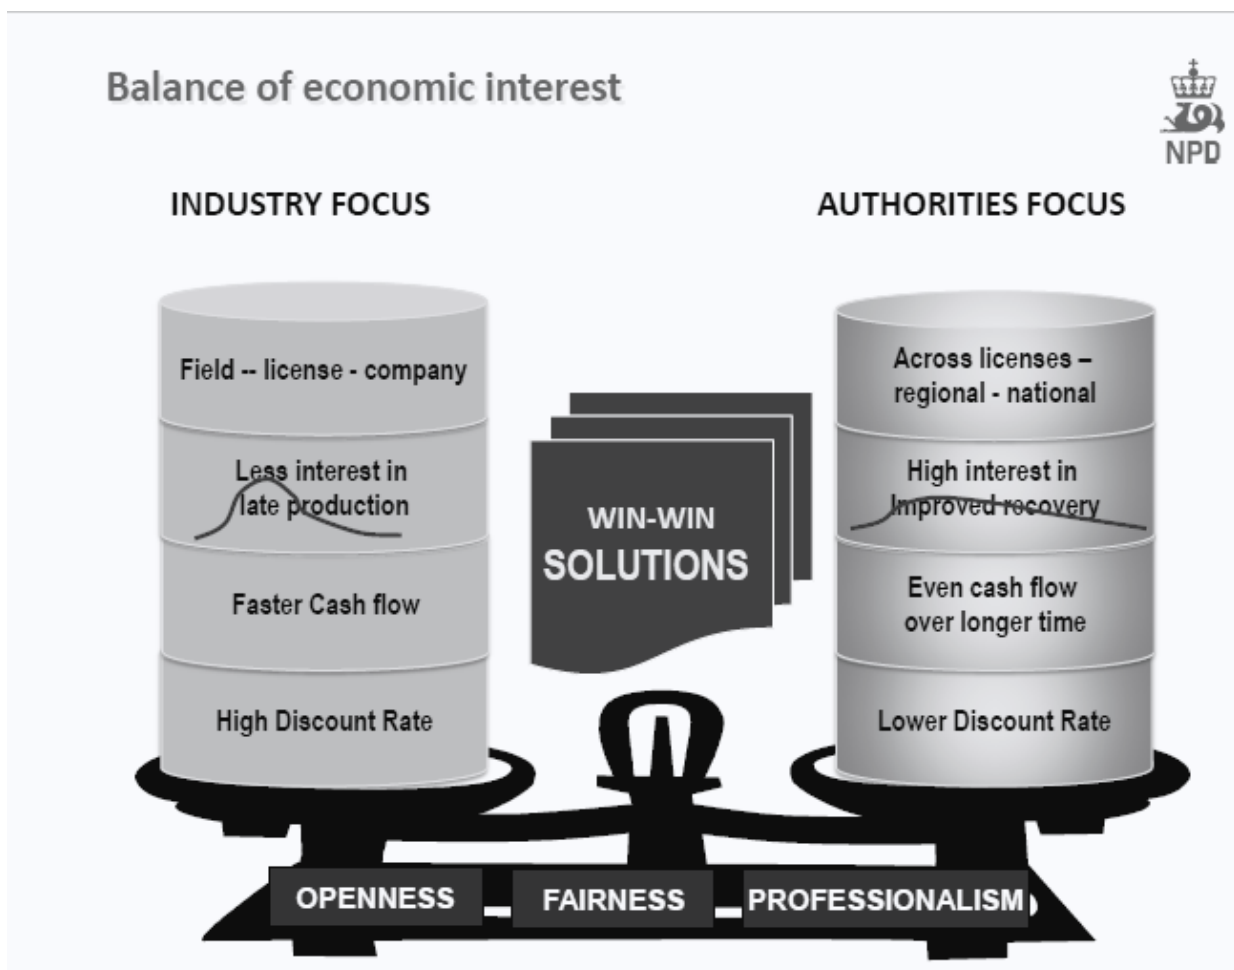 Balance of economic interest
NPD
INDUSTRY FOCUS
AUTHORITIES FOCUS
Field -- license - company
Less interest in
late production
Faster Cash flow
High Discount Rate
WIN-WIN
SOLUTIONS
Across licenses –
regional - national
High interest in
Improved recovery
Even cash flow
over longer time
Lower Discount Rate
OPENNESS
FAIRNESS
PROFESSIONALISM